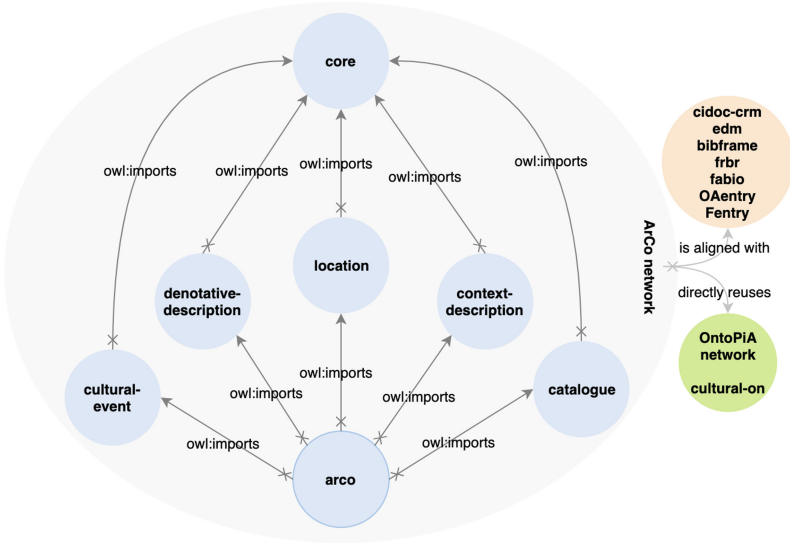 core
cidoc-crm
edm
bibframe
frbr
fabio
OAentry
Fentry
owl:imports
owl:imports
owl:imports
owl:imports
owl:imports
ArCo network
is aligned with
directly reuses
denotative-
description
location
context-
description
OntoPiA
network
cultural-on
cultural-
event
catalogue
owl:imports
owl:imports
owl:imports
owl:imports
owl:imports
arco